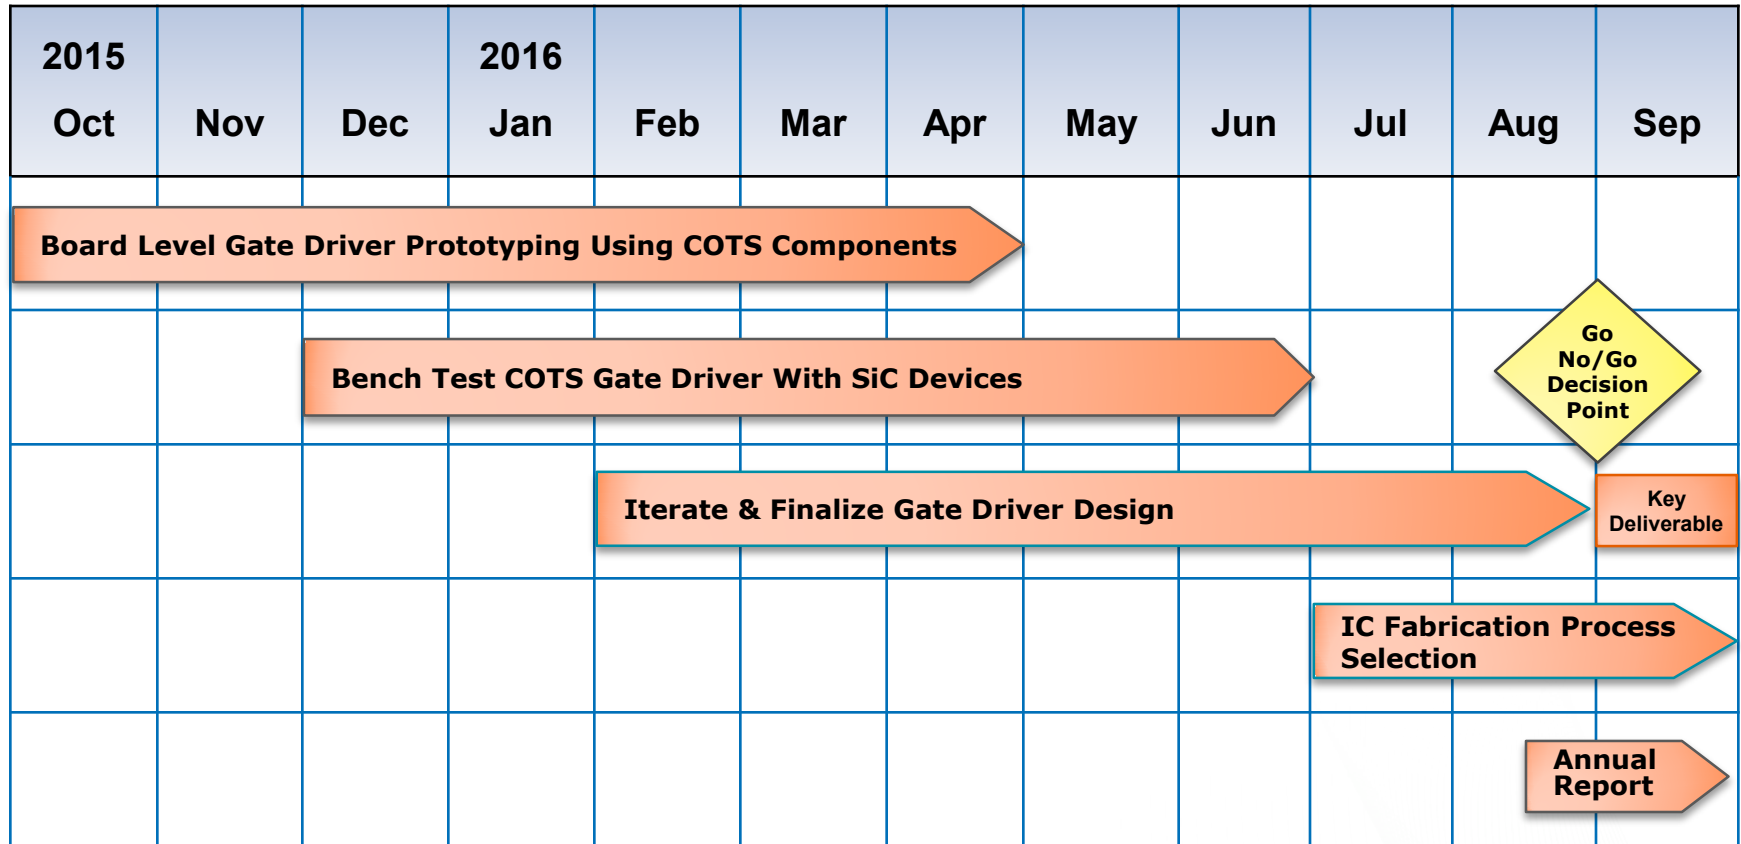 2015
2016
Oct
Nov
Dec
Jan
Feb
Mar
Apr
May
Jun
Jul
Aug
Sep
Board Level Gate Driver Prototyping Using COTS Components
Go
No/Go
Decision
Point
Bench Test COTS Gate Driver With SiC Devices
Iterate & Finalize Gate Driver Design
Key
Deliverable
IC Fabrication Process
Selection
Annual
Report